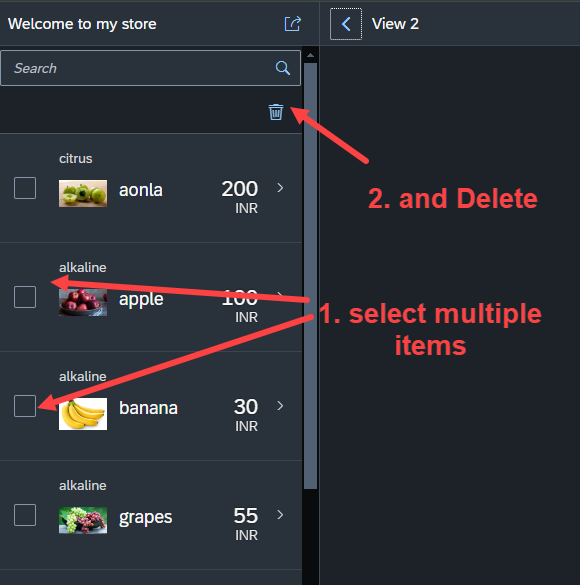 Welcome to my store
View 2
Search
2. and Delete
citrus
aonla
200
INR
alkaline
apple
100
INR
1. select multiple
items
alkaline
banana
30
INR
alkaline
grapes
55
INR